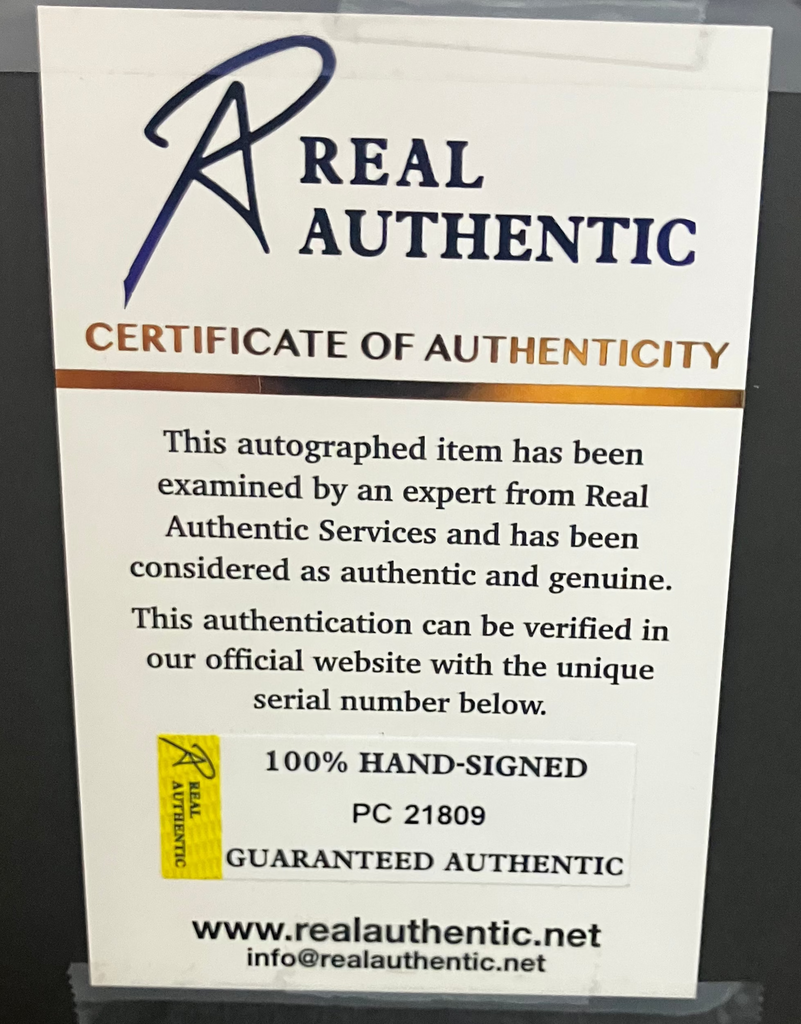 REAL
AUTHENTIC
CERTIFICATE OF AUTHENTICITY
This autographed item has been
examined by an expert from Real
Authentic Services and has been
considered as authentic and genuine.
This authentication can be verified in
our official website with the unique
serial number below.
REAL
AUTHENTIC
100% HAND-SIGNED
PC 21809
GUARANTEED AUTHENTIC
www.realauthentic.net
info@realauthentic.net